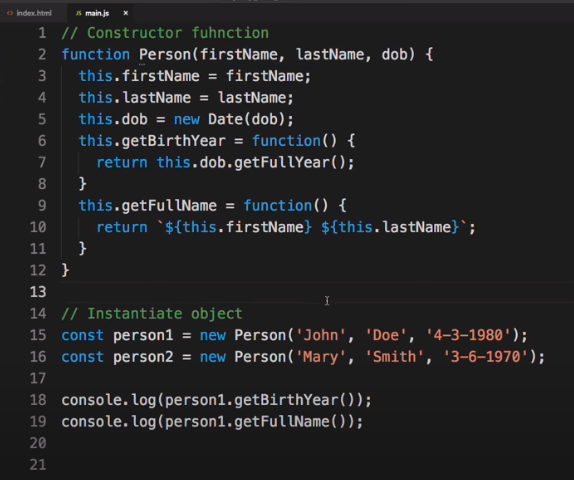 index.html
JS main.js ×
1 // Constructor fuhnction
2 function Person(firstName, lastName, dob) {
3 this.firstName = firstName;
4 this.lastName = lastName;
5 this.dob = new Date(dob);
6 this.getBirthYear = function() {
7 return this.dob.getFullYear();
8 }
9 this.getFullName = function() {
10 return `${this.firstName} ${this.lastName}`;
11 }
12 }
13
14 // Instantiate object
15 const person1 = new Person('John', 'Doe', '4-3-1980');
16 const person2 = new Person('Mary', 'Smith', '3-6-1970');
17
18 console.log(person1.getBirthYear());
19 console.log(person1.getFullName());
20
21